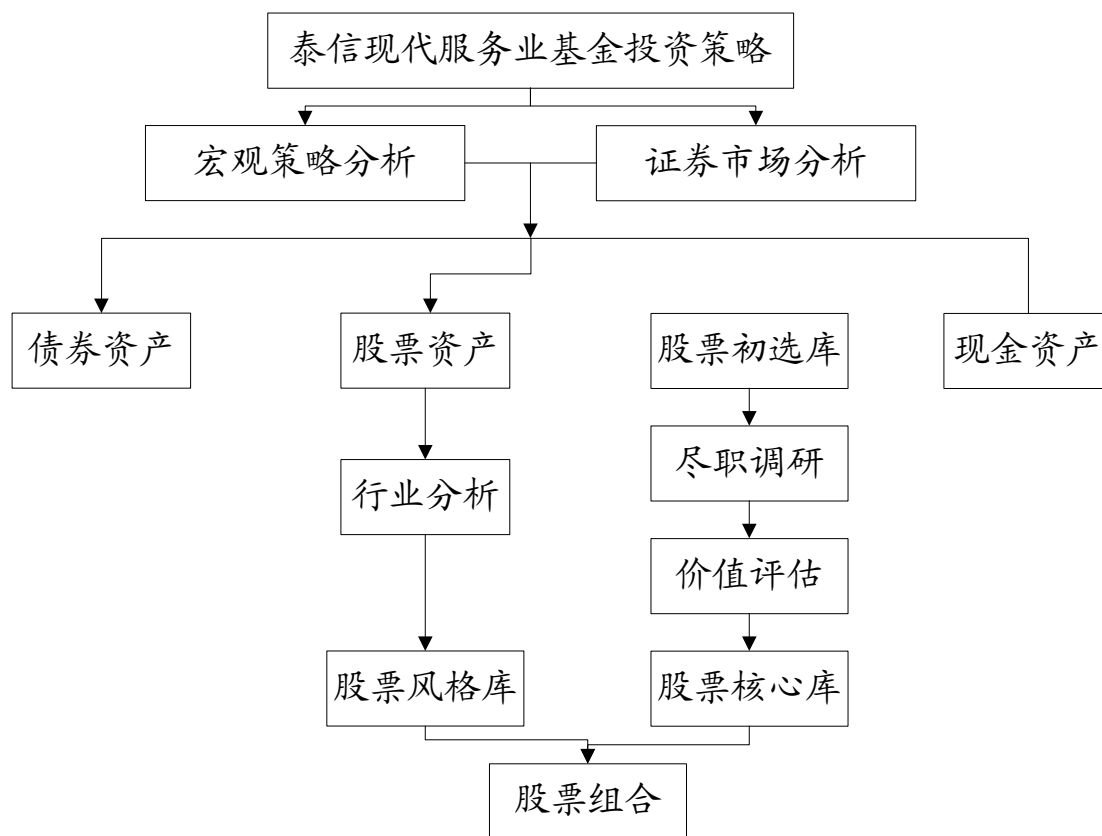 泰信现代服务业基金投资策略
宏观策略分析
证券市场分析
债券资产
股票资产
股票初选库
现金资产
尽职调研
行业分析
价值评估
股票风格库
股票核心库
股票组合